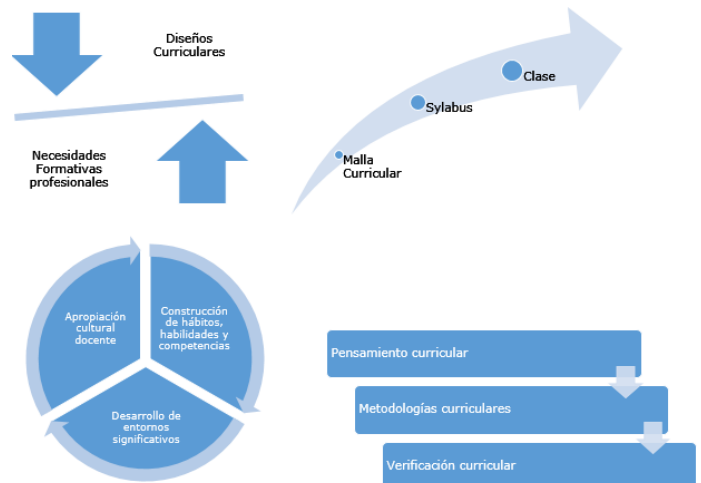 Diseños
Curriculares
Necesidades
Formativas
profesionales
Clase
Sylabus
Malla
Curricular
Apropiación
cultural
docente
Construcción
de hábitos,
habilidades y
competencias
Desarrollo de
entornos
significativos
Pensamiento curricular
Metodologías curriculares
Verificación curricular